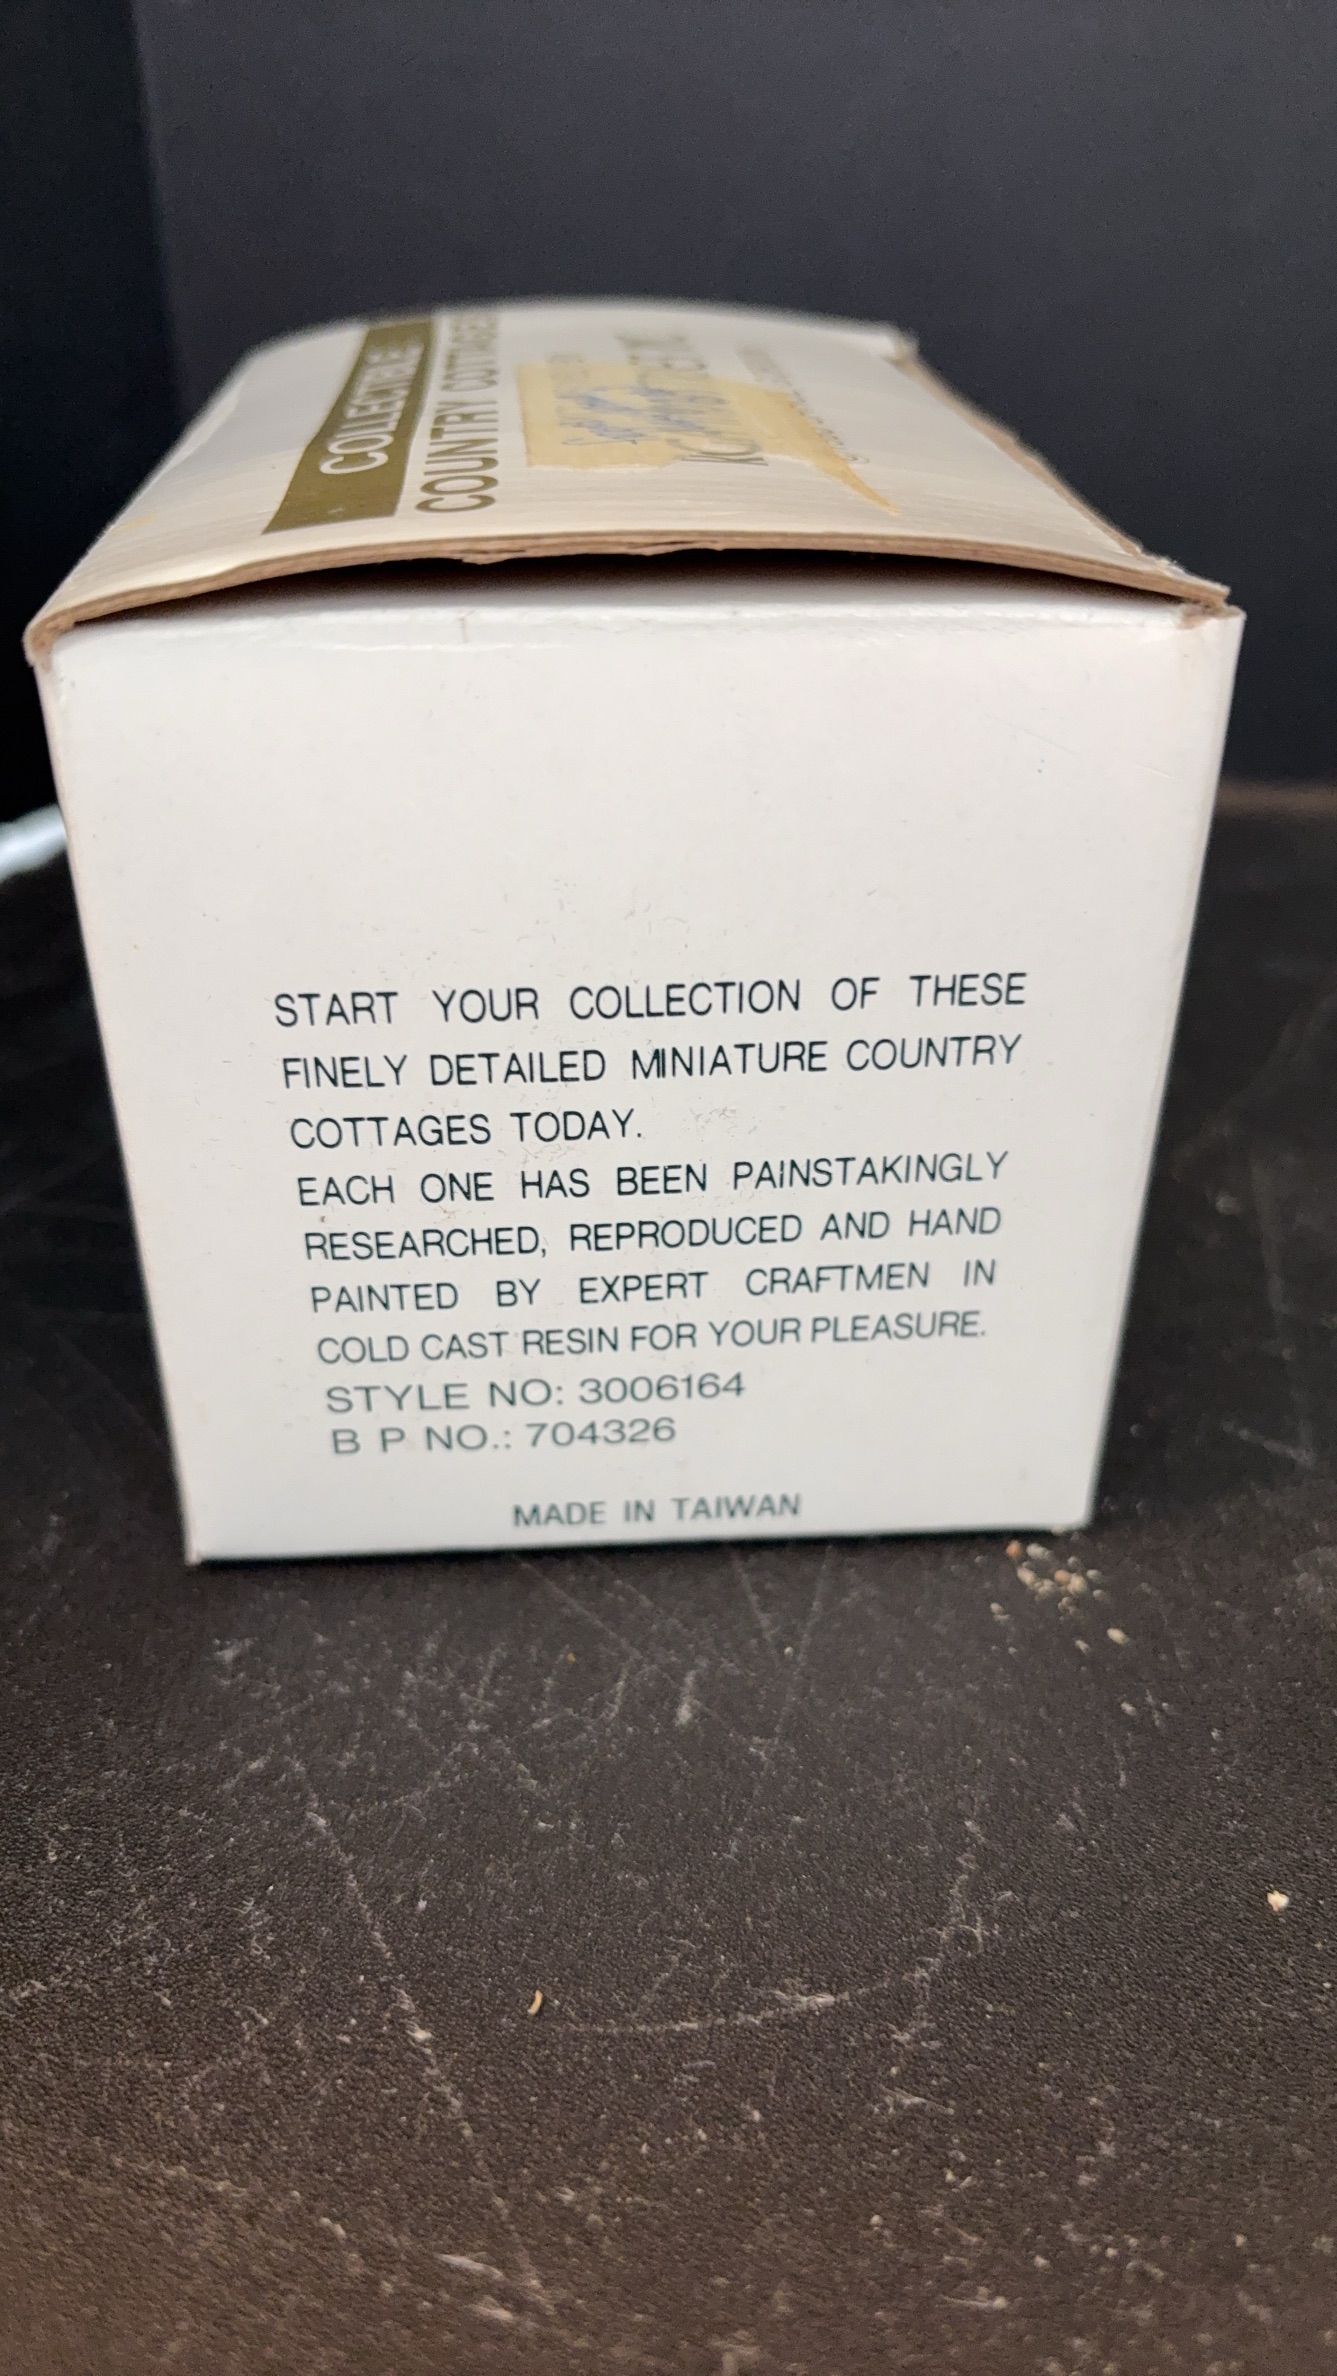 COLLECTIBLE
COUNTRY COTTAGES
START YOUR COLLECTION OF THESE
FINELY DETAILED MINIATURE COUNTRY
COTTAGES TODAY.
EACH ONE HAS BEEN PAINSTAKINGLY
RESEARCHED, REPRODUCED AND HAND
PAINTED BY EXPERT CRAFTMEN IN
COLD CAST RESIN FOR YOUR PLEASURE.
STYLE NO: 3006164
B P NO.: 704326
MADE IN TAIWAN